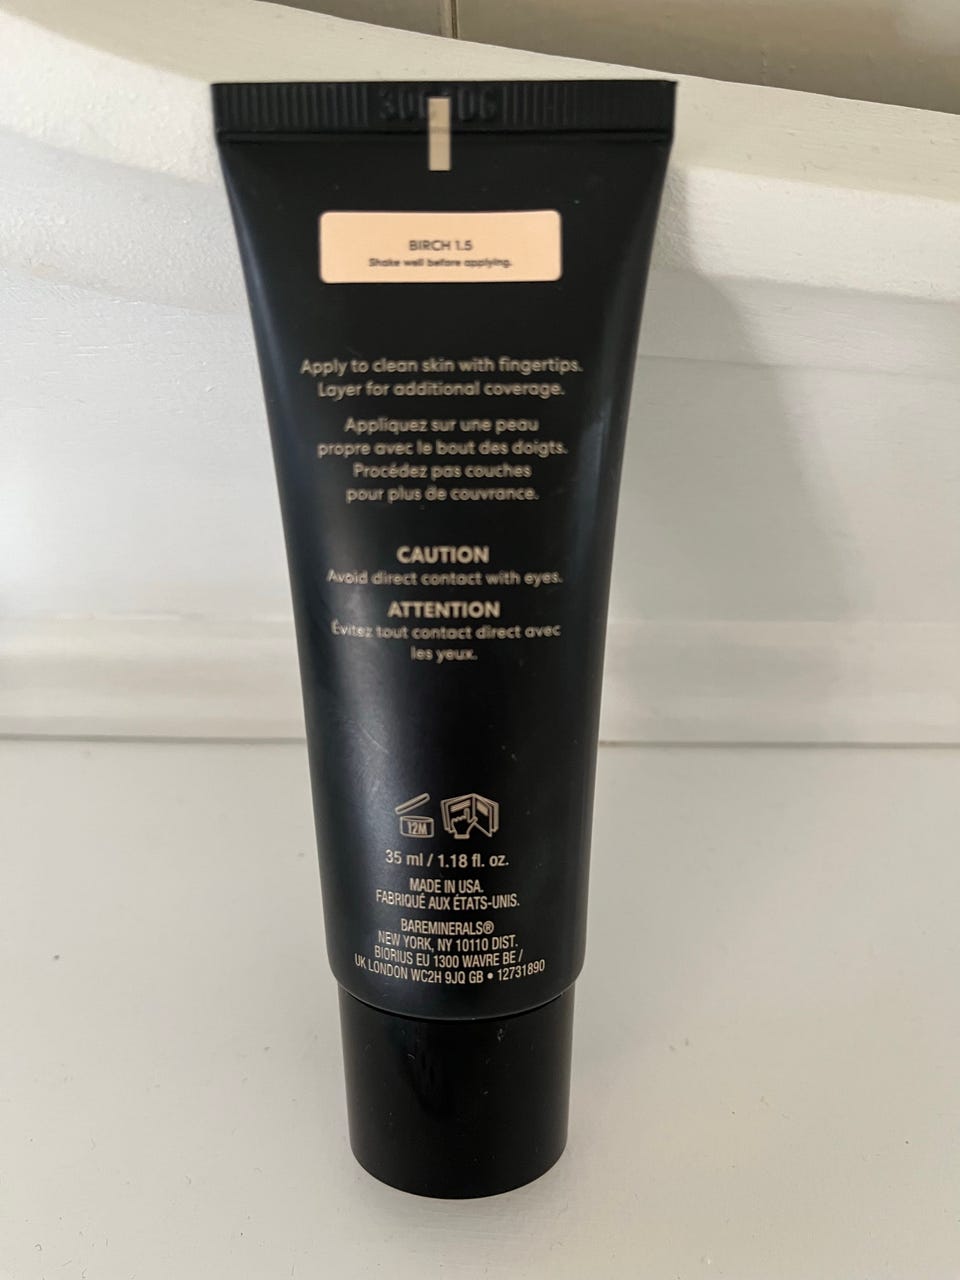 BIRCH 1.5
Shake well before applying.
Apply to clean skin with fingertips.
Layer for additional coverage.
Appliquez sur une peau
propre avec le bout des doigts.
Procédez pas couches
pour plus de couvrance.
CAUTION
Avoid direct contact with eyes.
ATTENTION
Évitez tout contact direct avec
les yeux.
12M
35 ml / 1.18 fl. oz.
MADE IN USA.
FABRIQUÉ AUX ÉTATS-UNIS.
BAREMINERALS®
NEW YORK, NY 10110 DIST.
BIORIUS EU 1300 WAVRE BE /
UK LONDON WC2H 9JQ GB • 12731890